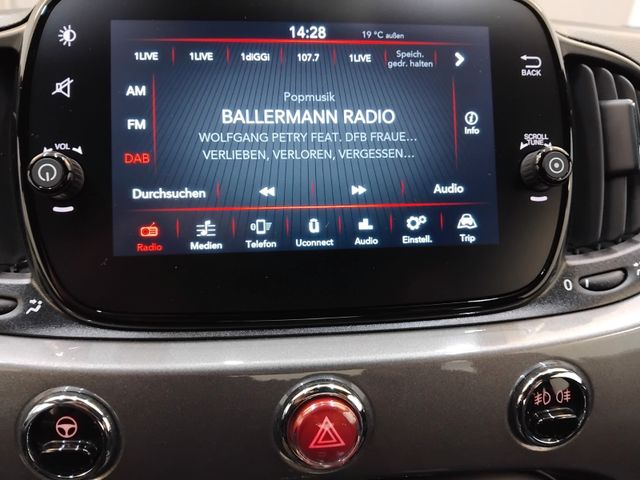 14:28 19 °C außen
1LIVE 1LIVE 1diGGi 107.7 1LIVE Speich. gedr. halten
BACK
AM
FM
DAB
Popmusik
BALLERMANN RADIO
WOLFGANG PETRY FEAT. DFB FRAUE...
VERLIEBEN, VERLOREN, VERGESSEN...
Info
VOL
SCROLL
TUNE
Durchsuchen Audio
Radio Medien Telefon Uconnect Audio Einstell. Trip
0